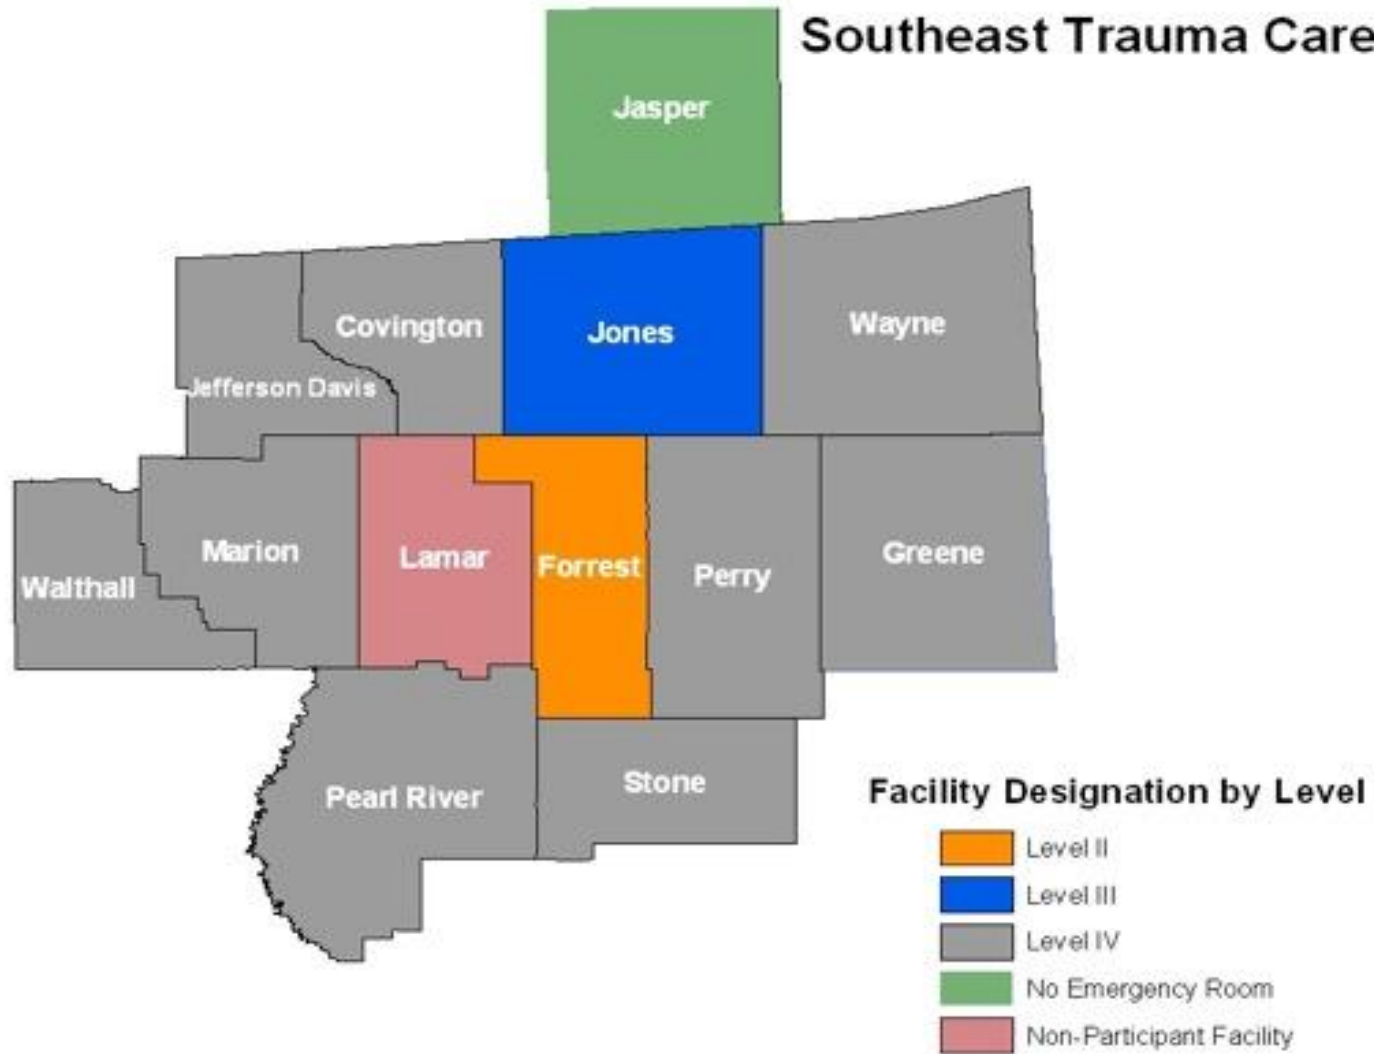 Southeast Trauma Care
Jasper
Covington
Jones
Wayne
Jefferson Davis
Marion
Lamar
Forrest
Perry
Greene
Walthall
Pearl River
Stone
Facility Designation by Level
Level II
Level III
Level IV
No Emergency Room
Non-Participant Facility